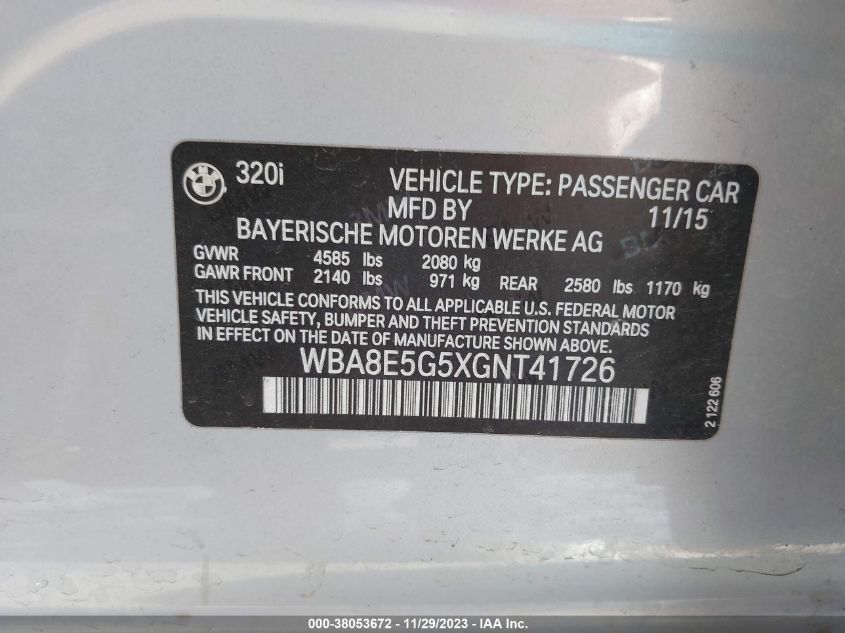 320i VEHICLE TYPE: PASSENGER CAR
MFD BY 11/15
BAYERISCHE MOTOREN WERKE AG
GVWR 4585 lbs 2080 kg
GAWR FRONT 2140 lbs 971 kg REAR 2580 lbs 1170 kg
THIS VEHICLE CONFORMS TO ALL APPLICABLE U.S. FEDERAL MOTOR
VEHICLE SAFETY, BUMPER AND THEFT PREVENTION STANDARDS
IN EFFECT ON THE DATE OF MANUFACTURE SHOWN ABOVE.
WBA8E5G5XGNT41726
2 122 606
000-38053672 - 11/29/2023 - IAA Inc.